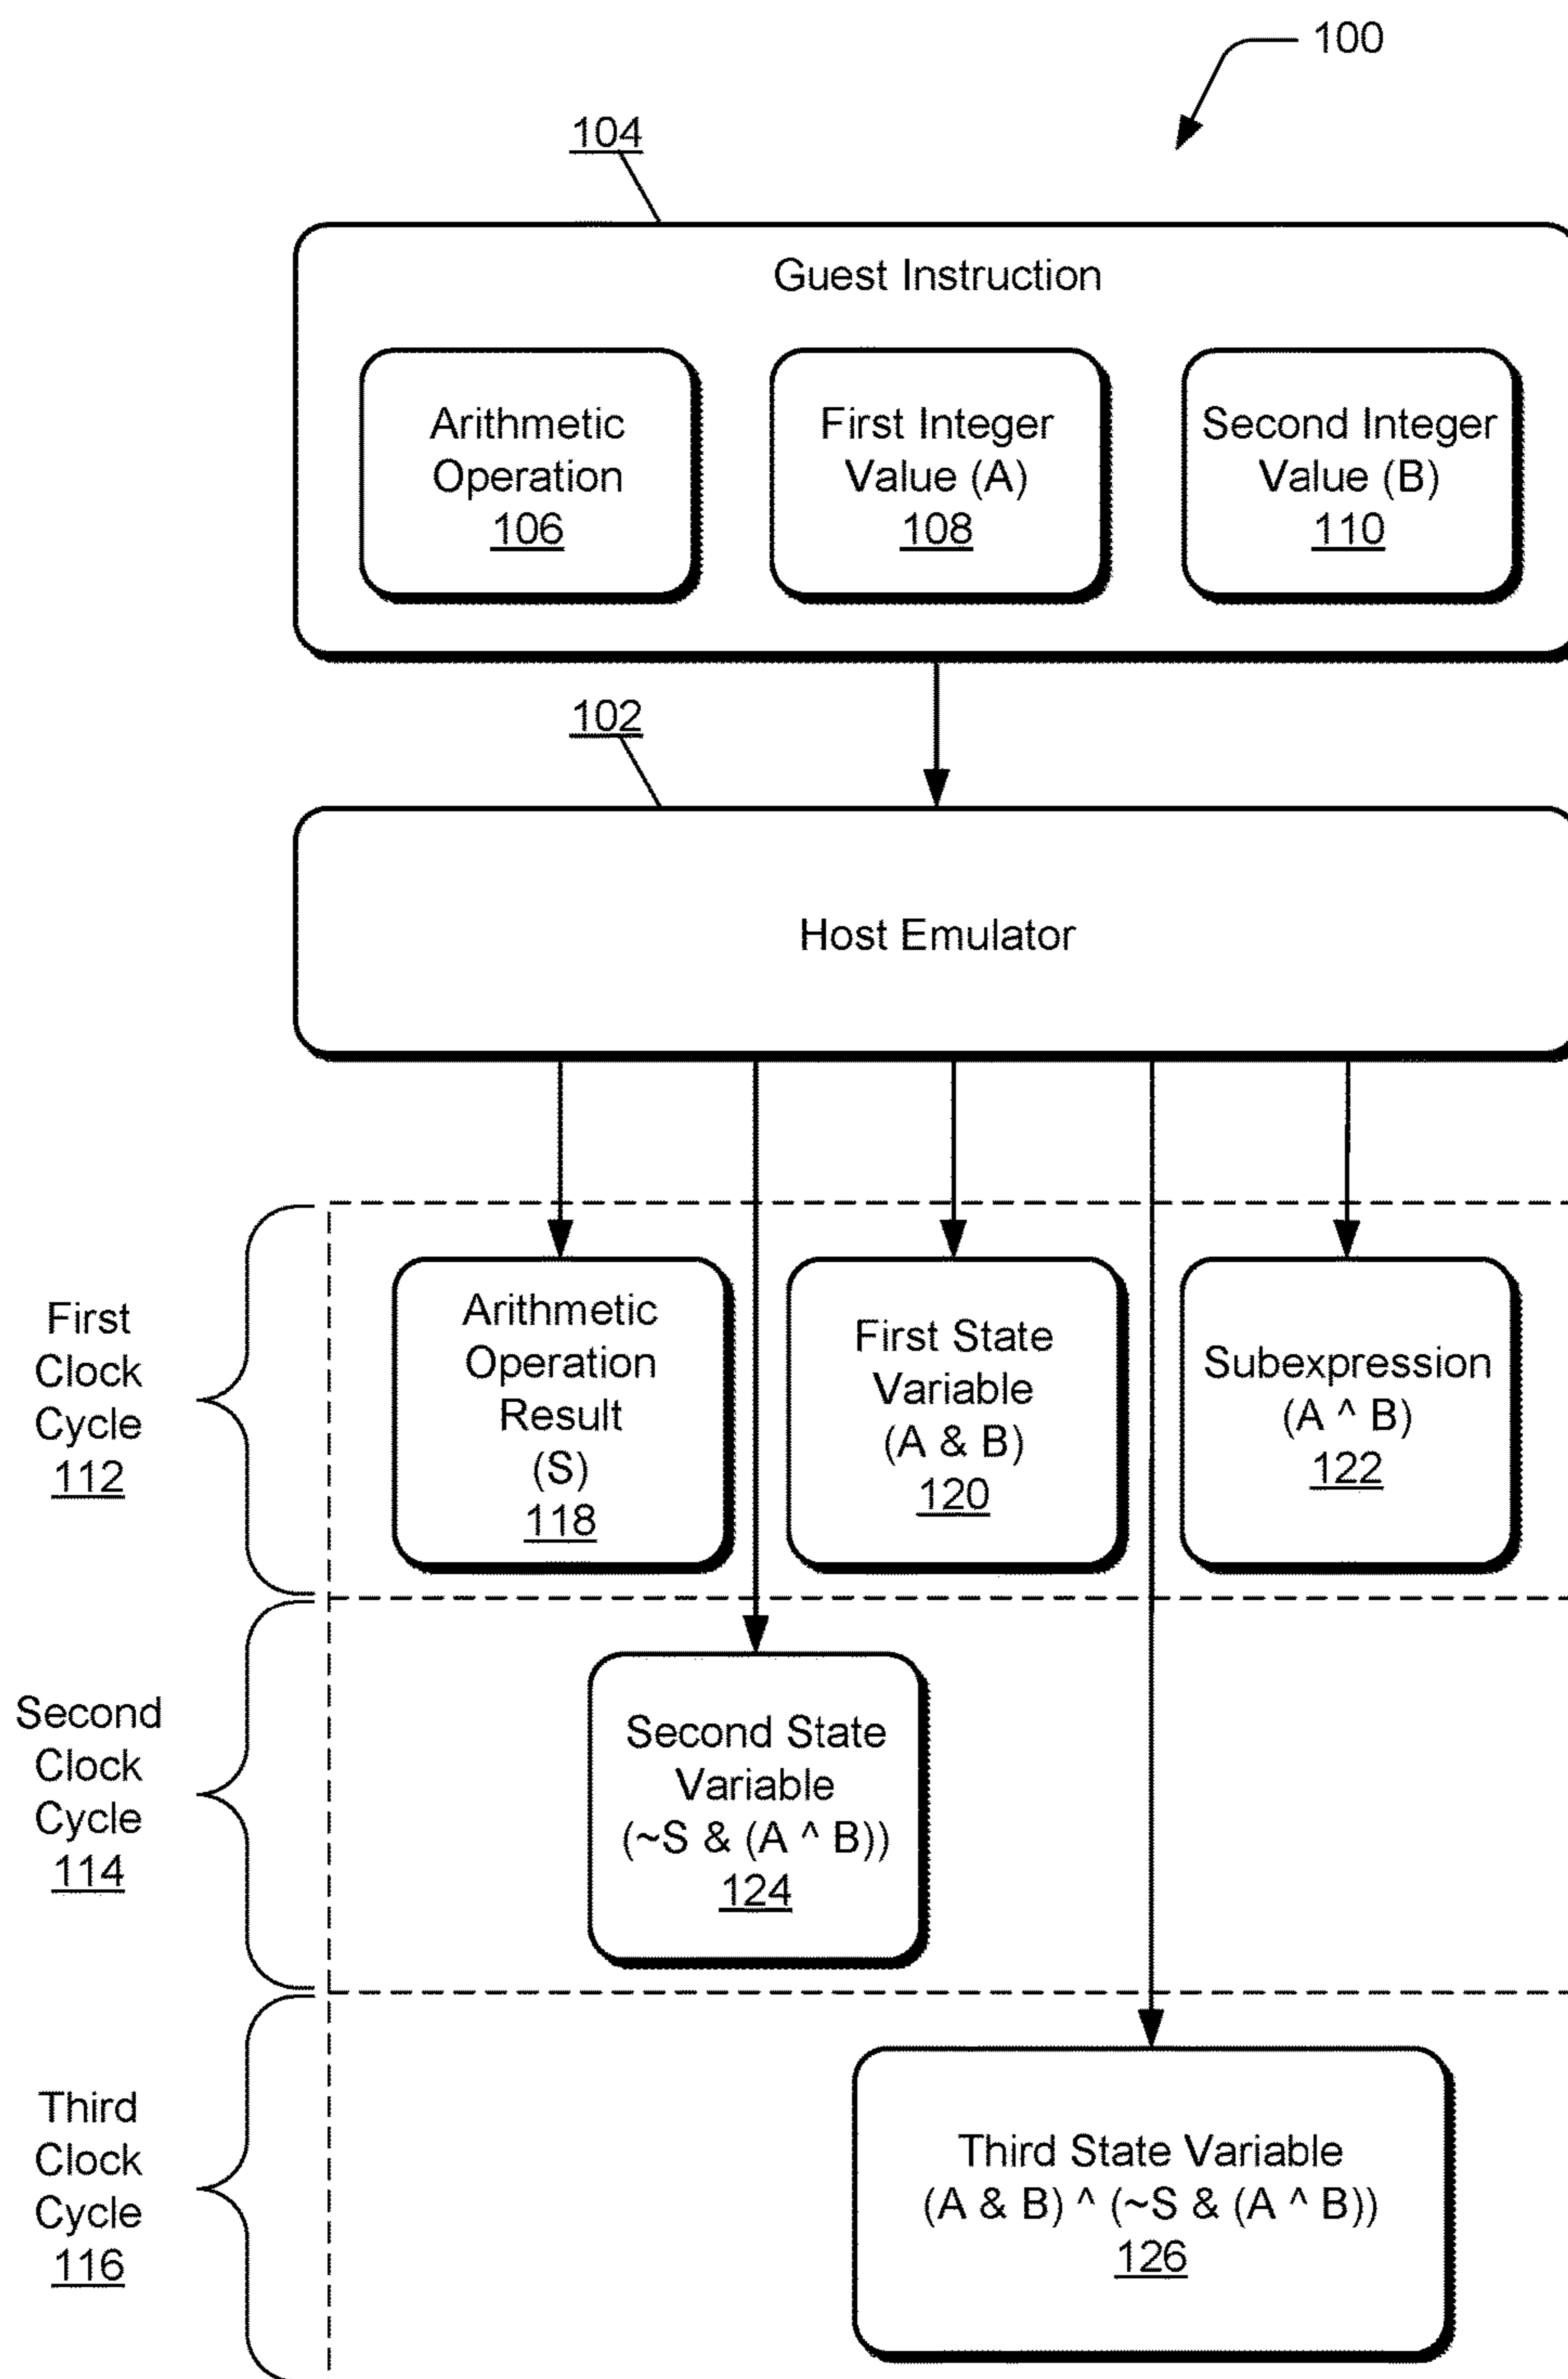 100
104
Guest Instruction
Arithmetic
Operation
106
First Integer
Value (A)
108
Second Integer
Value (B)
110
102
Host Emulator
First
Clock
Cycle
112
Arithmetic
Operation
Result
(S)
118
First State
Variable
(A & B)
120
Subexpression
(A ^ B)
122
Second
Clock
Cycle
114
Second State
Variable
(~S & (A ^ B))
124
Third
Clock
Cycle
116
Third State Variable
(A & B) ^ (~S & (A ^ B))
126